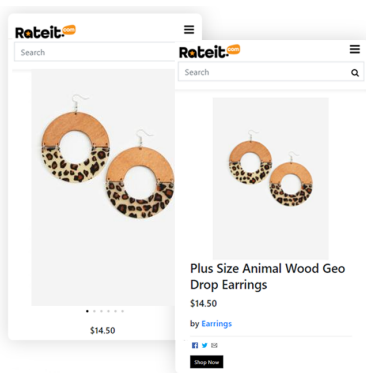 Rateit.com
Search
$14.50
Rateit.com
Search
Plus Size Animal Wood Geo
Drop Earrings
$14.50
by Earrings
Shop Now